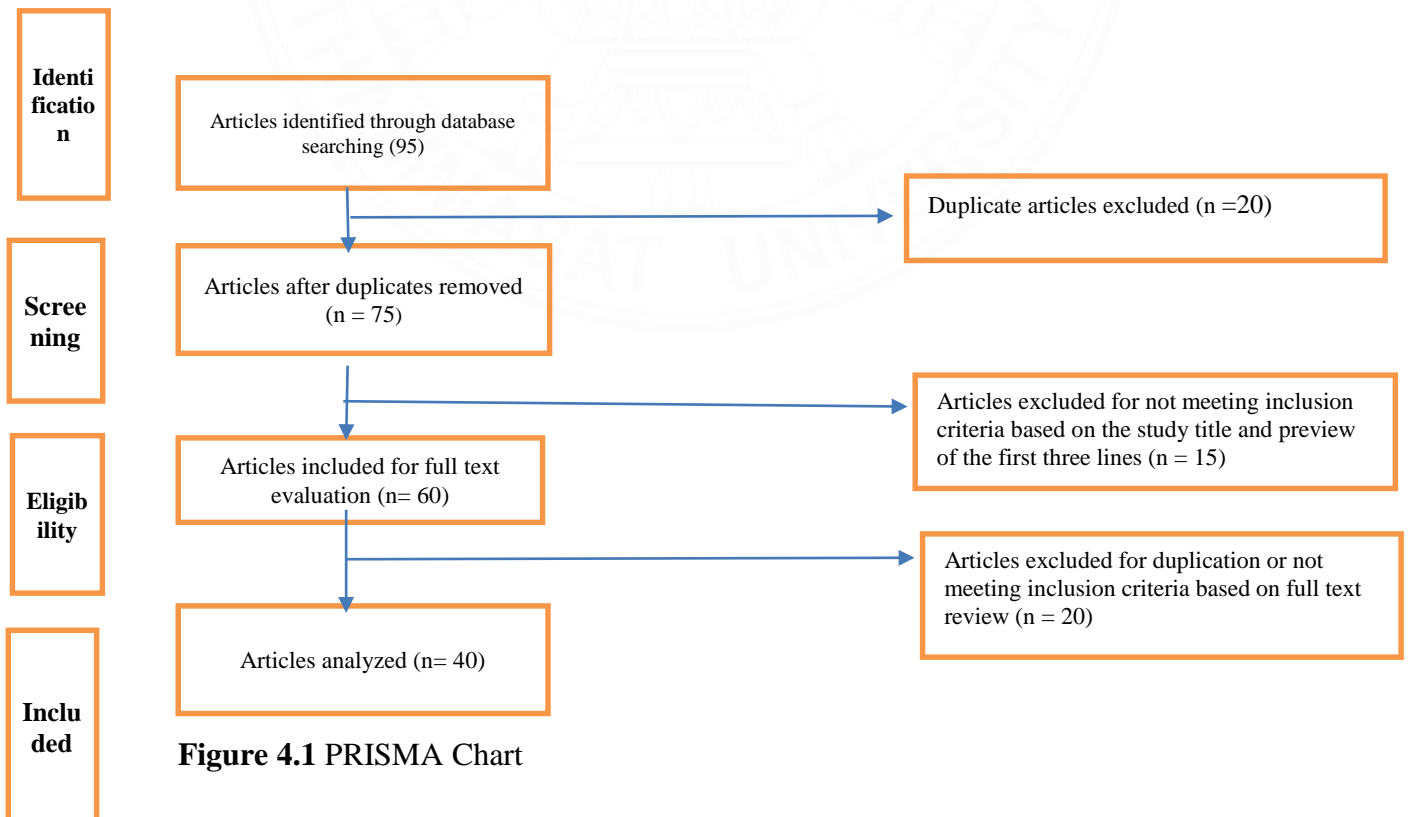 Identi
ficatio
n
Articles identified through database
searching (95)
Duplicate articles excluded (n =20)
Scree
ning
Articles after duplicates removed
(n = 75)
Articles excluded for not meeting inclusion
criteria based on the study title and preview
of the first three lines (n = 15)
Eligib
ility
Articles included for full text
evaluation (n= 60)
Articles excluded for duplication or not
meeting inclusion criteria based on full text
review (n = 20)
Inclu
ded
Articles analyzed (n= 40)
Figure 4.1 PRISMA Chart